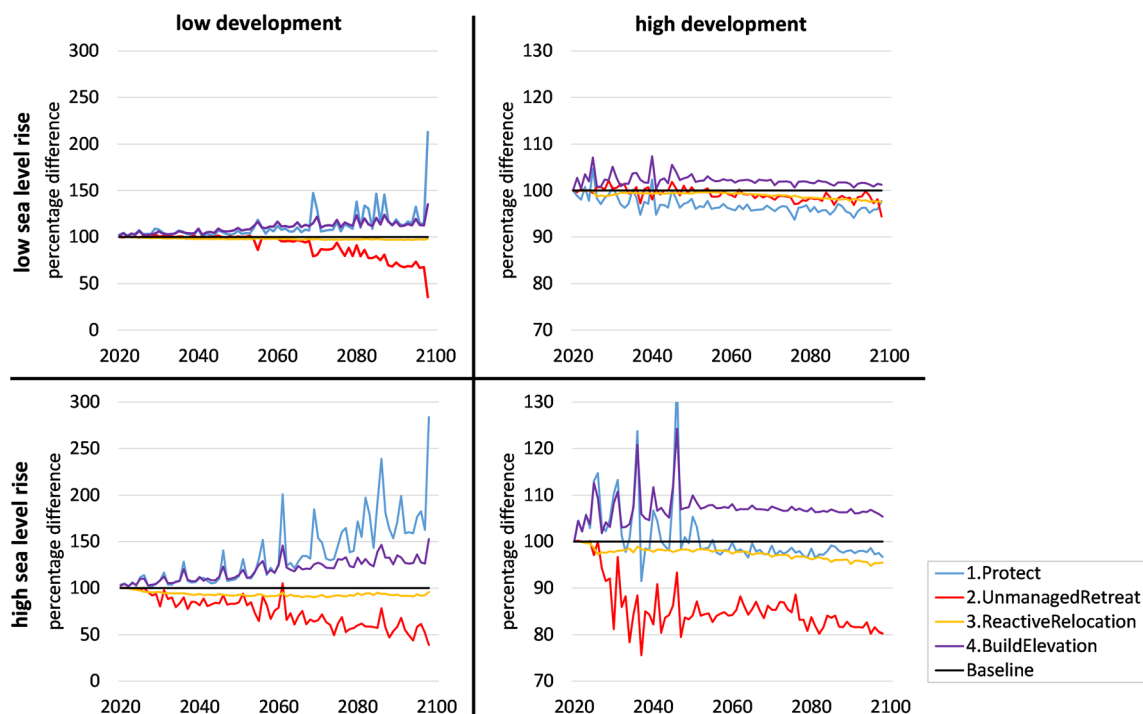 low development
high development
low sea level rise
percentage difference
300
250
200
150
100
50
0
2020 2040 2060 2080 2100
percentage difference
130
120
110
100
90
80
70
2020 2040 2060 2080 2100
high sea level rise
percentage difference
300
250
200
150
100
50
0
2020 2040 2060 2080 2100
percentage difference
130
120
110
100
90
80
70
2020 2040 2060 2080 2100
1.Protect
2.UnmanagedRetreat
3.ReactiveRelocation
4.BuildElevation
Baseline